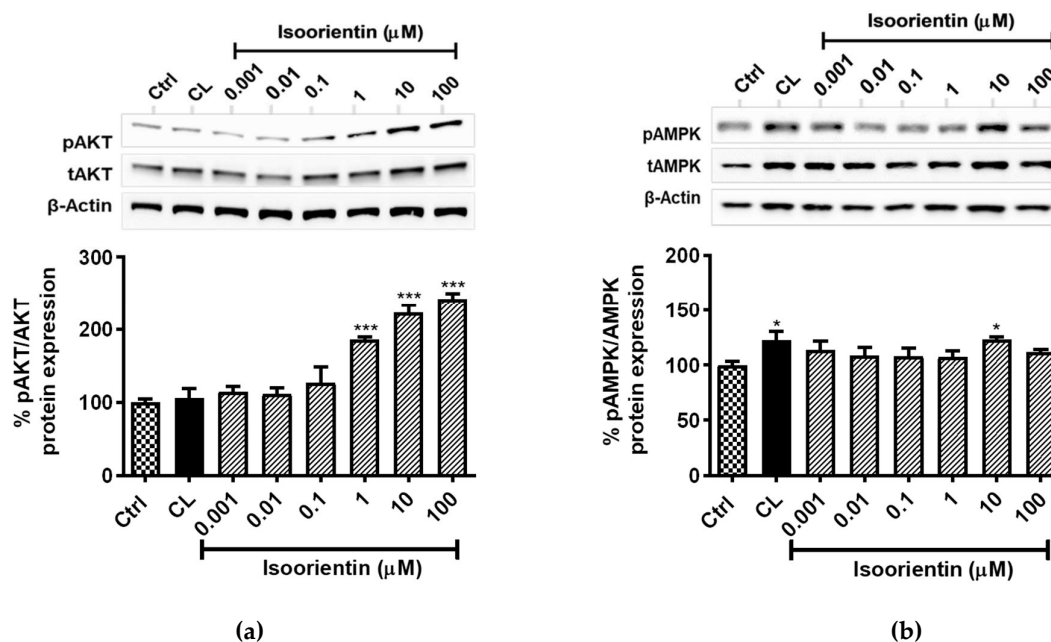 Isoorientin (μM)
Ctrl CL 0.001 0.01 0.1 1 10 100
pAKT
tAKT
β-Actin
% pAKT/AKT
protein expression
300
200
100
0
*** *** ***
Ctrl CL 0.001 0.01 0.1 1 10 100
Isoorientin (μM)
(a)
Isoorientin (μM)
Ctrl CL 0.001 0.01 0.1 1 10 100
pAMPK
tAMPK
β-Actin
% pAMPK/AMPK
protein expression
200
150
100
50
0
* *
Ctrl CL 0.001 0.01 0.1 1 10 100
Isoorientin (μM)
(b)